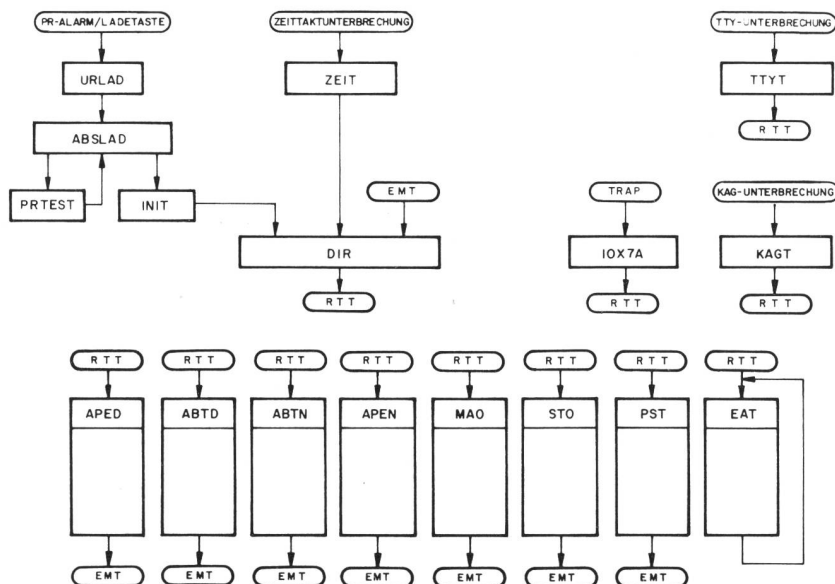 PR-ALARM/LADETASTE
ZEITTAKTUNTERBRECHUNG
TTY-UNTERBRECHUNG
URLAD
ZEIT
TTYT
ABSLAD
RTT
PRTEST
INIT
EMT
TRAP
KAG-UNTERBRECHUNG
DIR
IOX7A
KAGT
RTT
RTT
RTT
RTT
RTT
RTT
RTT
RTT
RTT
RTT
RTT
APED
ABTD
ABTN
APEN
MAO
STO
PST
EAT
EMT
EMT
EMT
EMT
EMT
EMT
EMT